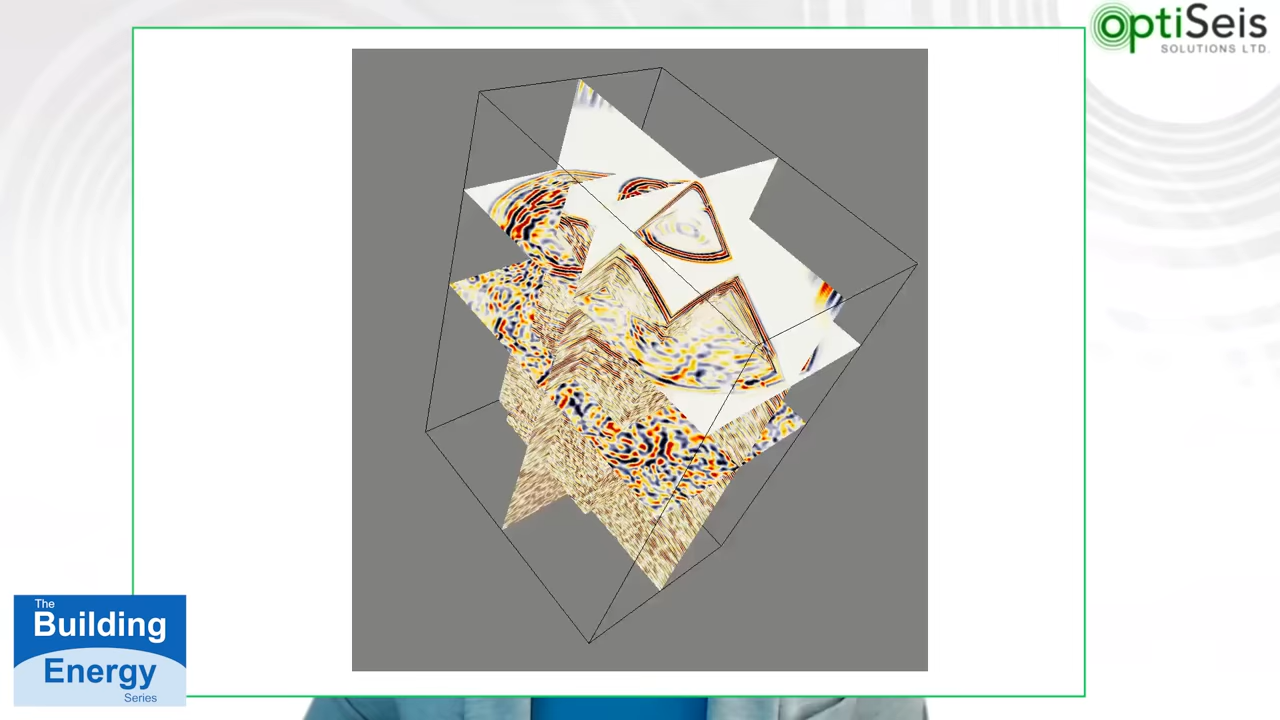 optiSeis
SOLUTIONS LTD.
The
Building
Energy
Series